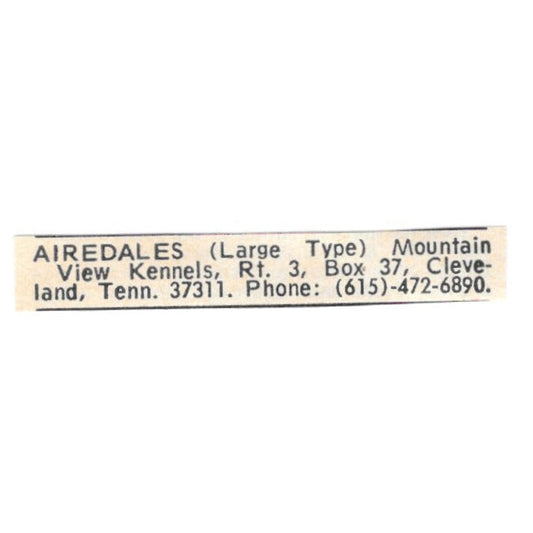 AIREDALES (Large Type) Mountain
View Kennels, Rt. 3, Box 37, Cleve-
land, Tenn. 37311. Phone: (615)-472-6890.